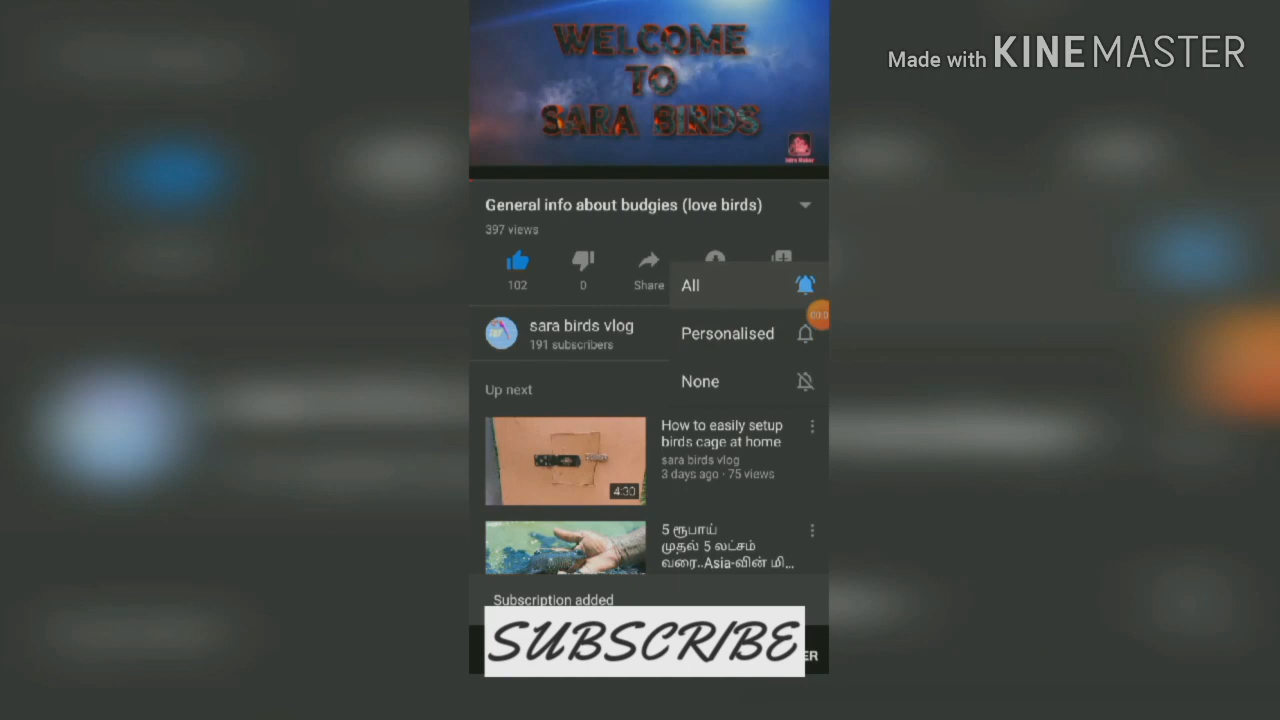 Made with KINEMASTER
WELCOME
TO
SARA BIRDS
Intro Maker
General info about budgies (love birds)
397 views
102
0
Share
All
Personalised
None
sara birds vlog
191 subscribers
Up next
How to easily setup
birds cage at home
sara birds vlog
3 days ago · 75 views
4:30
5 ரூபாய்
முதல் 5 லட்சம்
வரை..Asia-வின் மி...
Subscription added
SUBSCRIBE